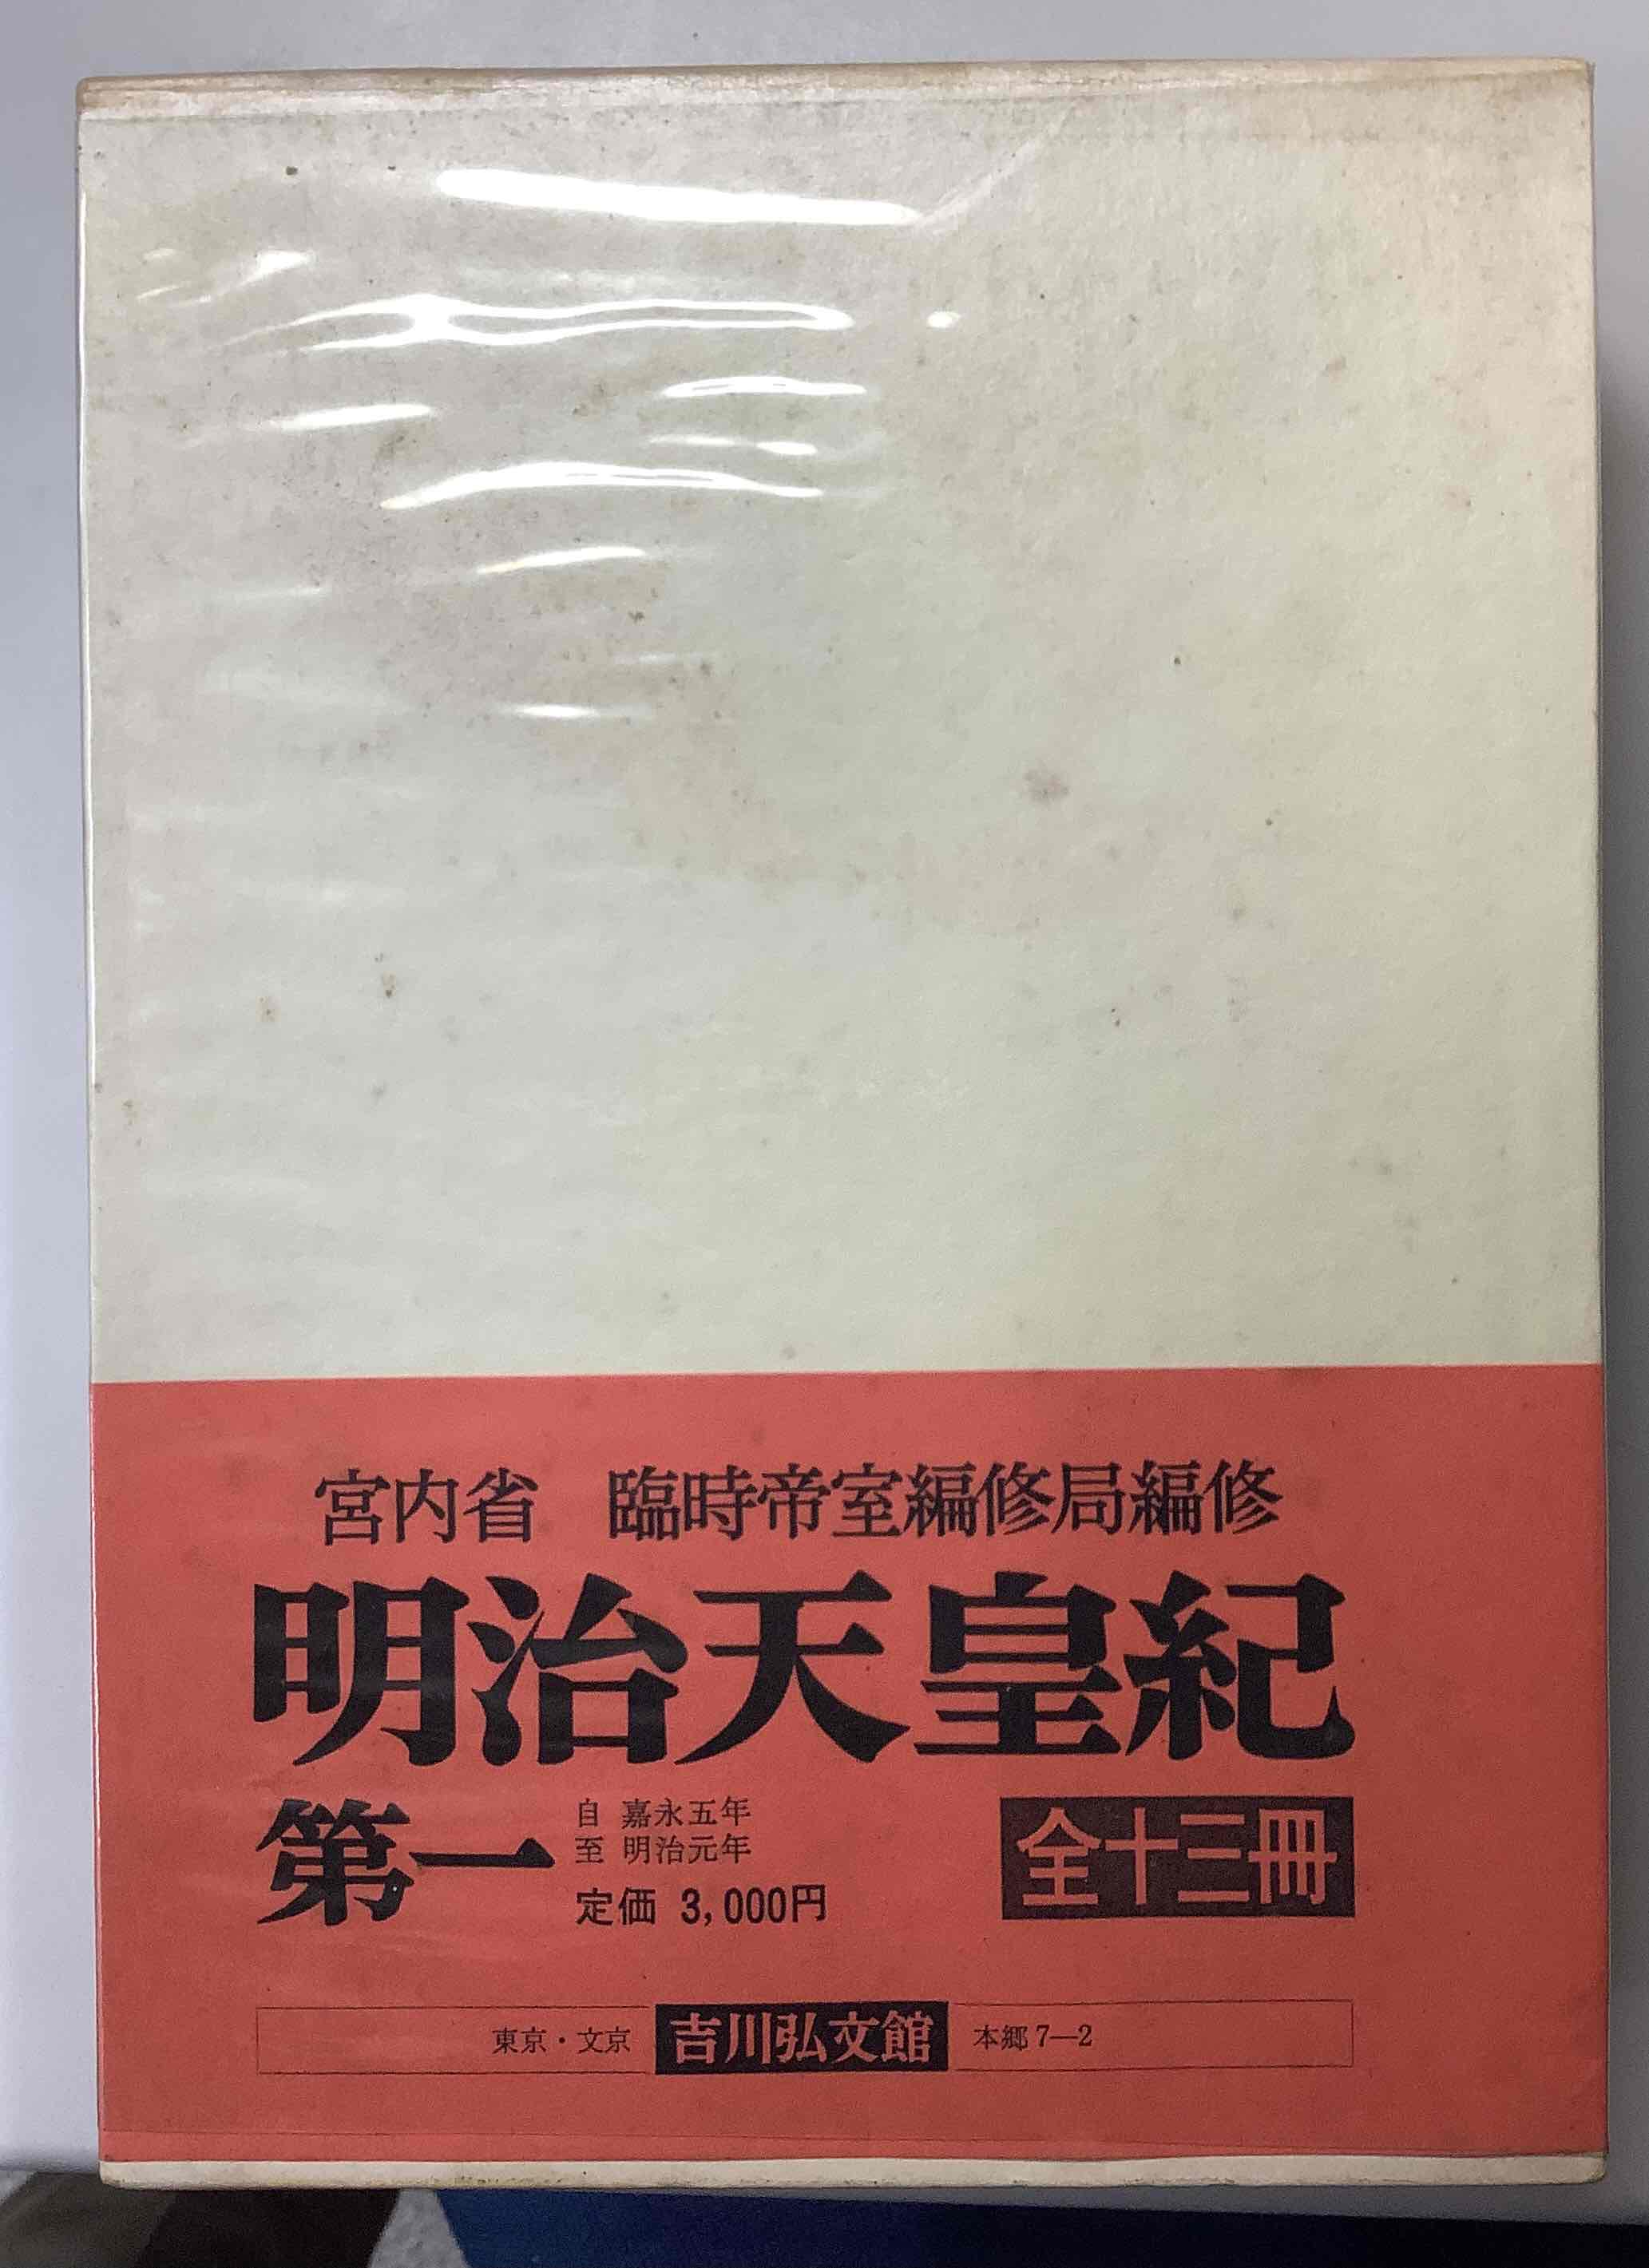 宮内省　臨時帝室編修局編修
明治天皇紀
第一
自 嘉永五年
至 明治元年
定価 3,000円
全十三冊
東京・文京 吉川弘文館 本郷7―2